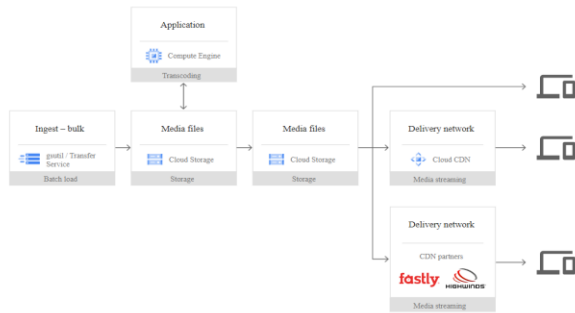 Application
Compute Engine
Transcoding
Ingest – bulk
gsutil / Transfer
Service
Batch load
Media files
Cloud Storage
Storage
Media files
Cloud Storage
Storage
Delivery network
Cloud CDN
Media streaming
Delivery network
CDN partners
fastly
HIGHWINDS
Media streaming